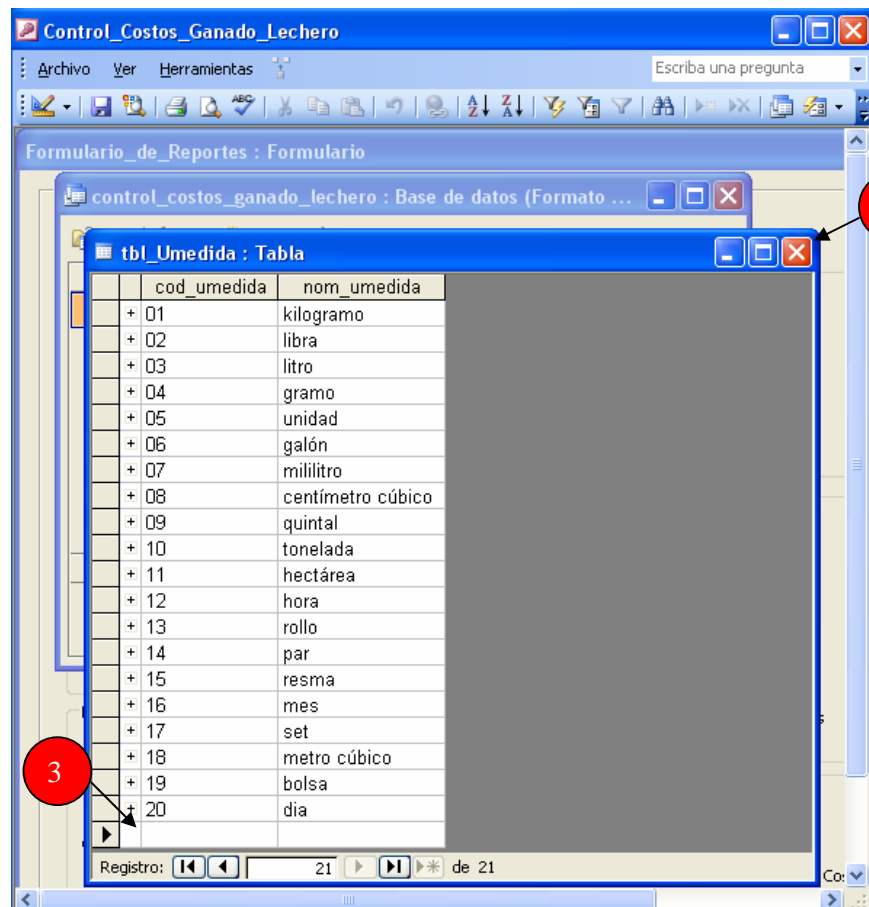 Control_Costos_Ganado_Lechero
Archivo Ver Herramientas Escriba una pregunta
Formulario_de_Reportes : Formulario
control_costos_ganado_lechero : Base de datos (Formato ...
tbl_Umedida : Tabla
cod_umedida nom_umedida
+ 01 kilogramo
+ 02 libra
+ 03 litro
+ 04 gramo
+ 05 unidad
+ 06 galón
+ 07 mililitro
+ 08 centímetro cúbico
+ 09 quintal
+ 10 tonelada
+ 11 hectárea
+ 12 hora
+ 13 rollo
+ 14 par
+ 15 resma
+ 16 mes
+ 17 set
+ 18 metro cúbico
3
+ 19 bolsa
+ 20 dia
Registro: 21 de 21
Co